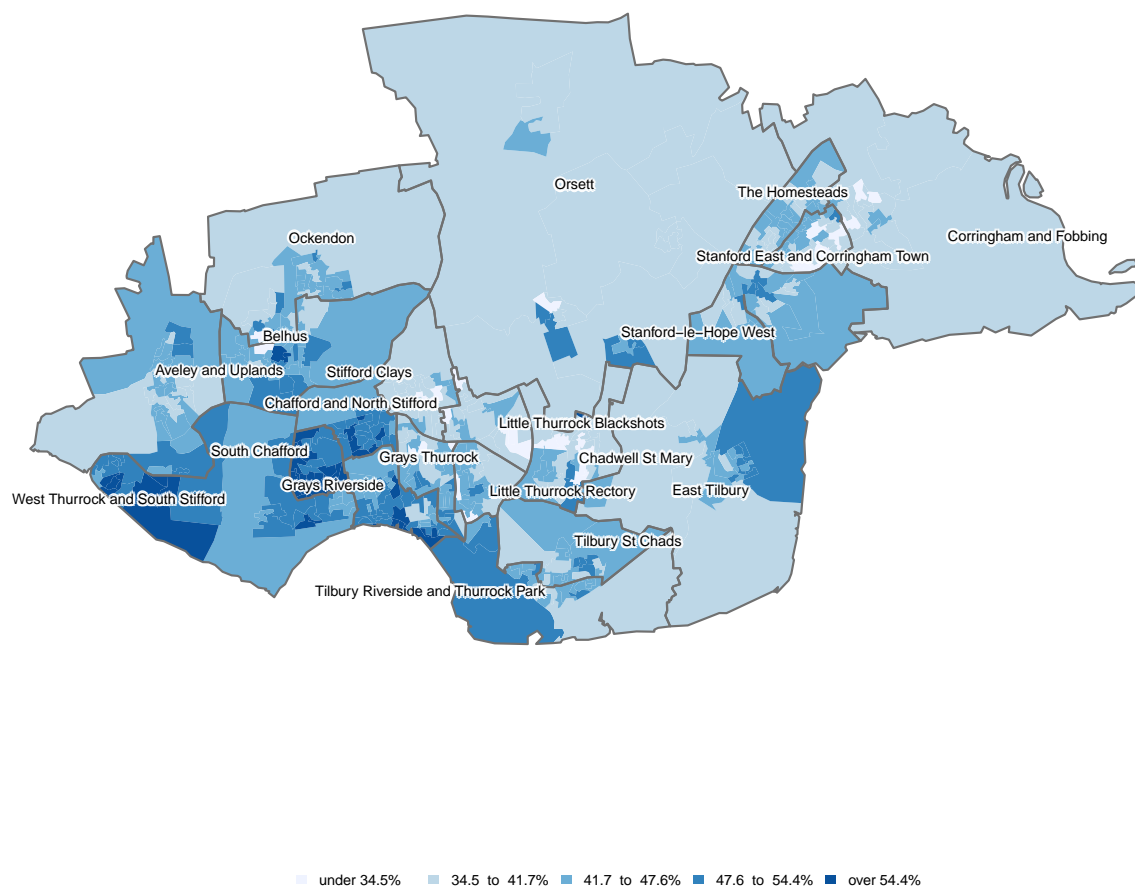 Orsett
The Homesteads
Corringham and Fobbing
Ockendon
Stanford East and Corringham Town
Stanford−le−Hope West
Belhus
Aveley and Uplands
Stifford Clays
Chafford and North Stifford
Little Thurrock Blackshots
South Chafford
Grays Thurrock
Chadwell St Mary
Grays Riverside
Little Thurrock Rectory
East Tilbury
West Thurrock and South Stifford
Tilbury St Chads
Tilbury Riverside and Thurrock Park
under 34.5% 34.5 to 41.7% 41.7 to 47.6% 47.6 to 54.4% over 54.4%